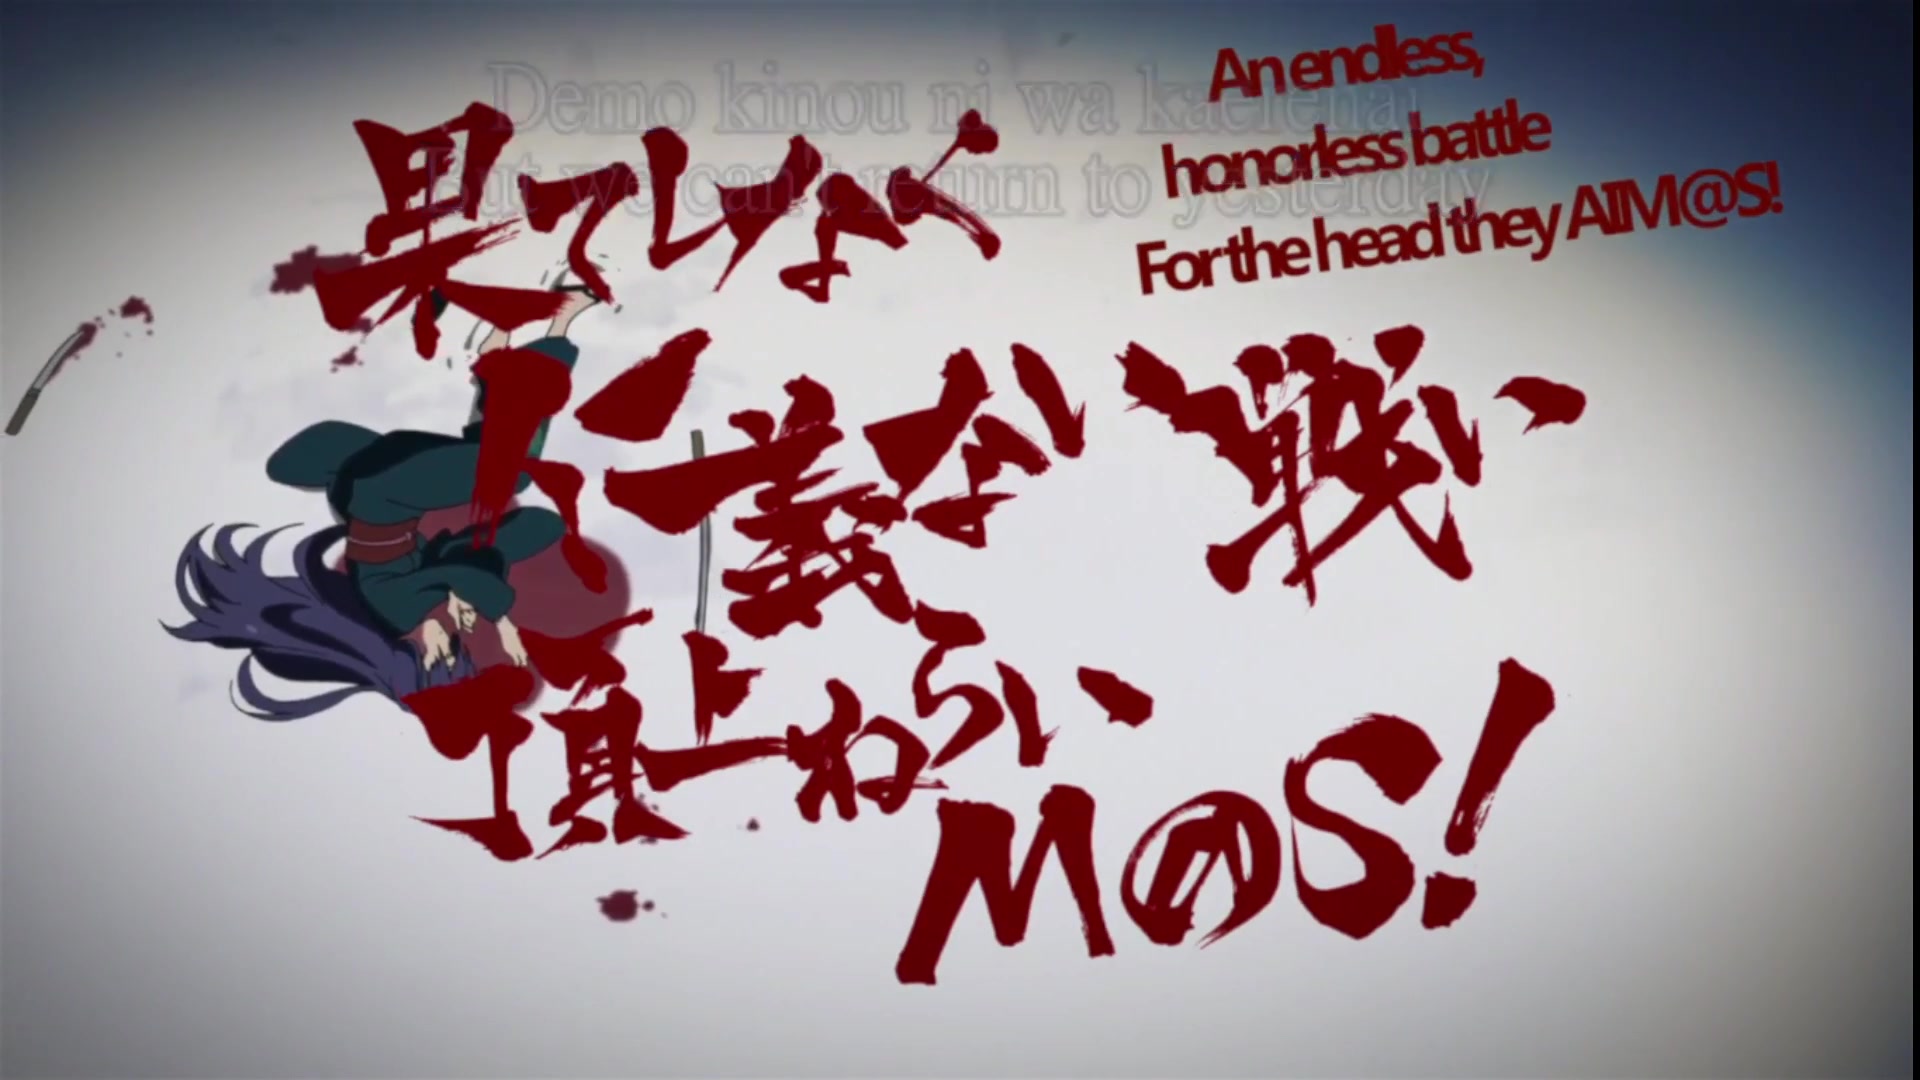 Demo kinou ni wa kaerenai
But we can't return to yesterday
An endless,
honorless battle
For the head they AIM@S!
果てしなく
仁義ない戦い
頂上ねらい
M@S!